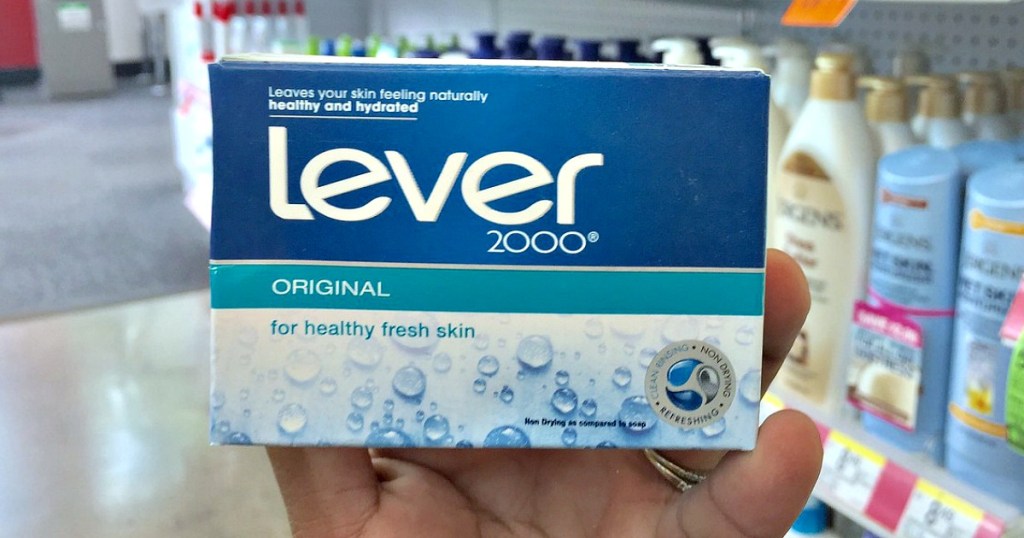 Leaves your skin feeling naturally
healthy and hydrated
Lever
2000®
ORIGINAL
for healthy fresh skin
CLEAN RINSING • NON DRYING • REFRESHING •
Non Drying as compared to soap